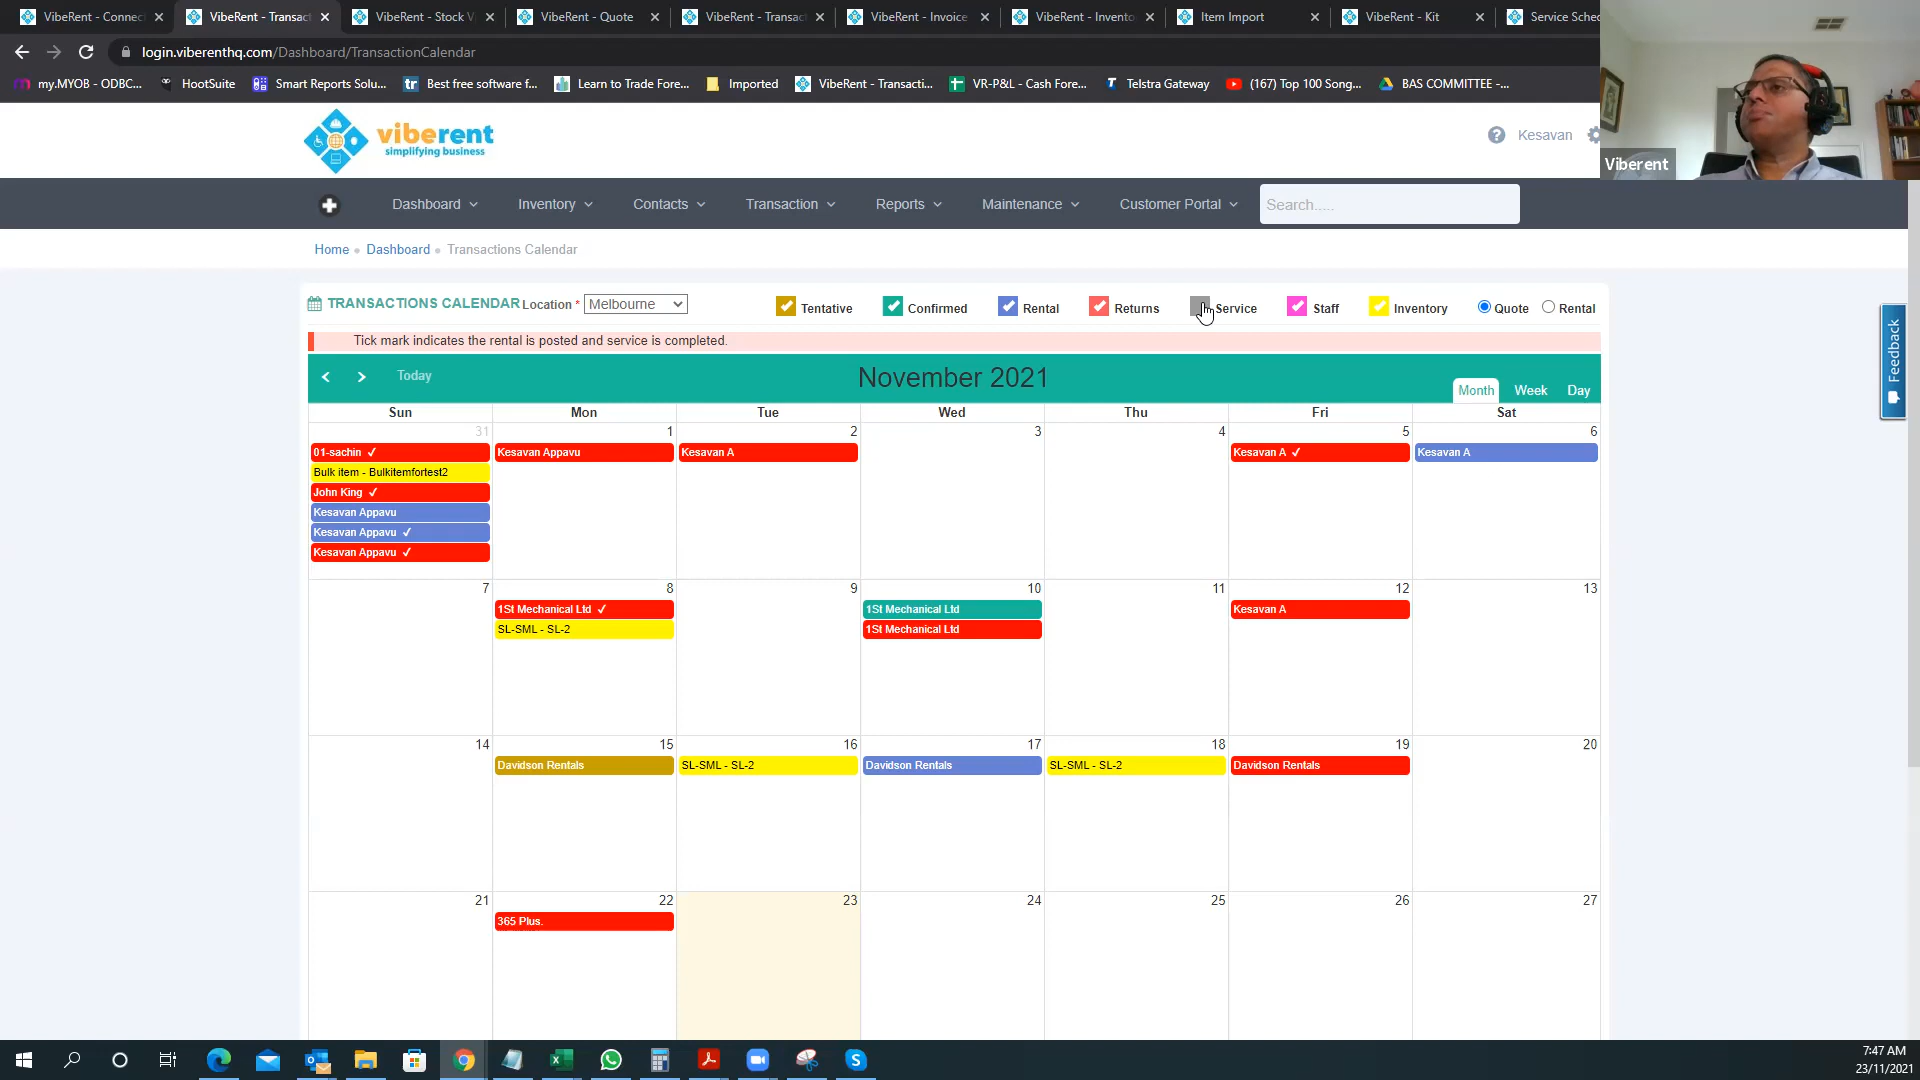 VibeRent - Connec
VibeRent - Transac
VibeRent - Stock V
VibeRent - Quote
VibeRent - Transac
VibeRent - Invoice
VibeRent - Invento
Item Import
VibeRent - Kit
Service Sched
login.viberenthq.com/Dashboard/TransactionCalendar
my.MYOB - ODBC...
HootSuite
Smart Reports Solu...
Best free software f...
Learn to Trade Fore...
Imported
VibeRent - Transacti...
VR-P&L - Cash Fore...
Telstra Gateway
(167) Top 100 Song...
BAS COMMITTEE -...
viberent
simplifying business
Kesavan
Viberent
Dashboard
Inventory
Contacts
Transaction
Reports
Maintenance
Customer Portal
Search.....
Home
Dashboard
Transactions Calendar
TRANSACTIONS CALENDAR Location * Melbourne
Tentative
Confirmed
Rental
Returns
Service
Staff
Inventory
Quote
Rental
Tick mark indicates the rental is posted and service is completed.
< > Today
November 2021
Month Week Day
Sun Mon Tue Wed Thu Fri Sat
31 1 2 3 4 5 6
01-sachin ✓
Kesavan Appavu
Kesavan A
Kesavan A ✓
Kesavan A
Bulk item - Bulkitemfortest2
John King ✓
Kesavan Appavu
Kesavan Appavu ✓
Kesavan Appavu ✓
7 8 9 10 11 12 13
1St Mechanical Ltd ✓
1St Mechanical Ltd
Kesavan A
SL-SML - SL-2
1St Mechanical Ltd
14 15 16 17 18 19 20
Davidson Rentals
SL-SML - SL-2
Davidson Rentals
SL-SML - SL-2
Davidson Rentals
21 22 23 24 25 26 27
365 Plus.
Feedback
7:47 AM
23/11/2021